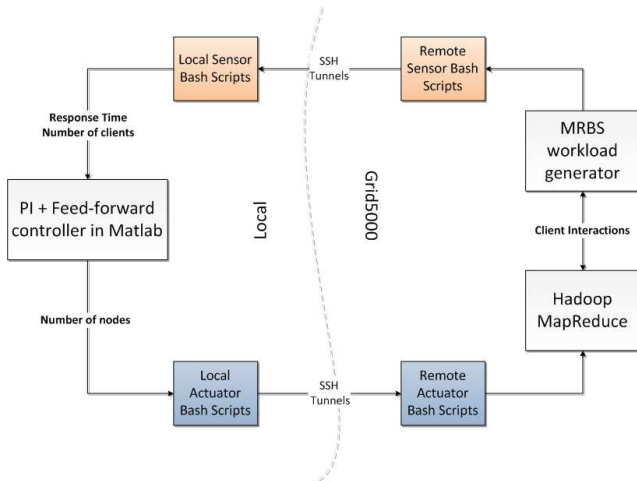 Local Sensor
Bash Scripts
SSH
Tunnels
Remote
Sensor Bash
Scripts
Response Time
Number of clients
MRBS
workload
generator
PI + Feed-forward
controller in Matlab
Local
Grid5000
Client Interactions
Number of nodes
Hadoop
MapReduce
Local
Actuator
Bash Scripts
SSH
Tunnels
Remote
Actuator
Bash Scripts